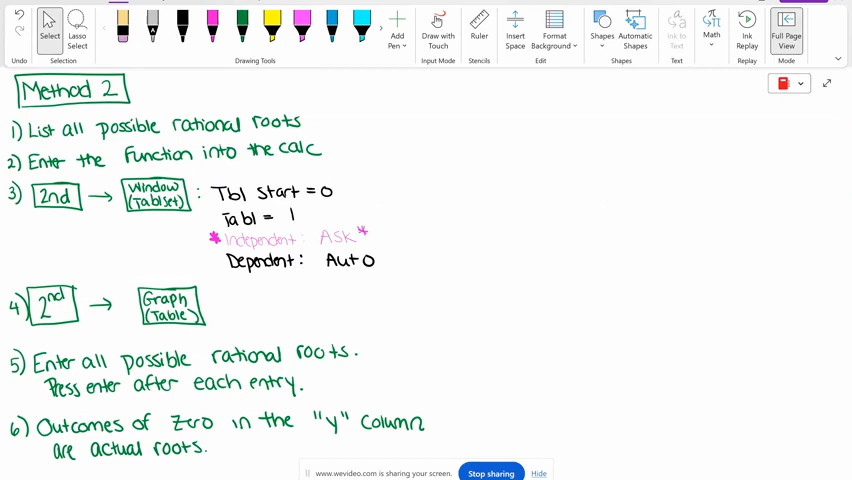 Undo
Select
Lasso Select
Selection
Drawing Tools
Add Pen
Draw with Touch
Input Mode
Ruler
Stencils
Insert Space
Format Background
Edit
Shapes
Automatic Shapes
Shapes
Ink to Text
Text
Math
Math
Ink Replay
Replay
Full Page View
Mode
Method 2
1) List all possible rational roots
2) Enter the function into the calc
3) 2nd → Window (Tablset) : Tbl Start = 0
Tabl = 1
* Independent: Ask *
Dependent: Auto
4) 2nd → Graph (Table)
5) Enter all possible rational roots.
Press enter after each entry.
6) Outcomes of zero in the "y" column
are actual roots.
www.wevideo.com is sharing your screen. Stop sharing Hide